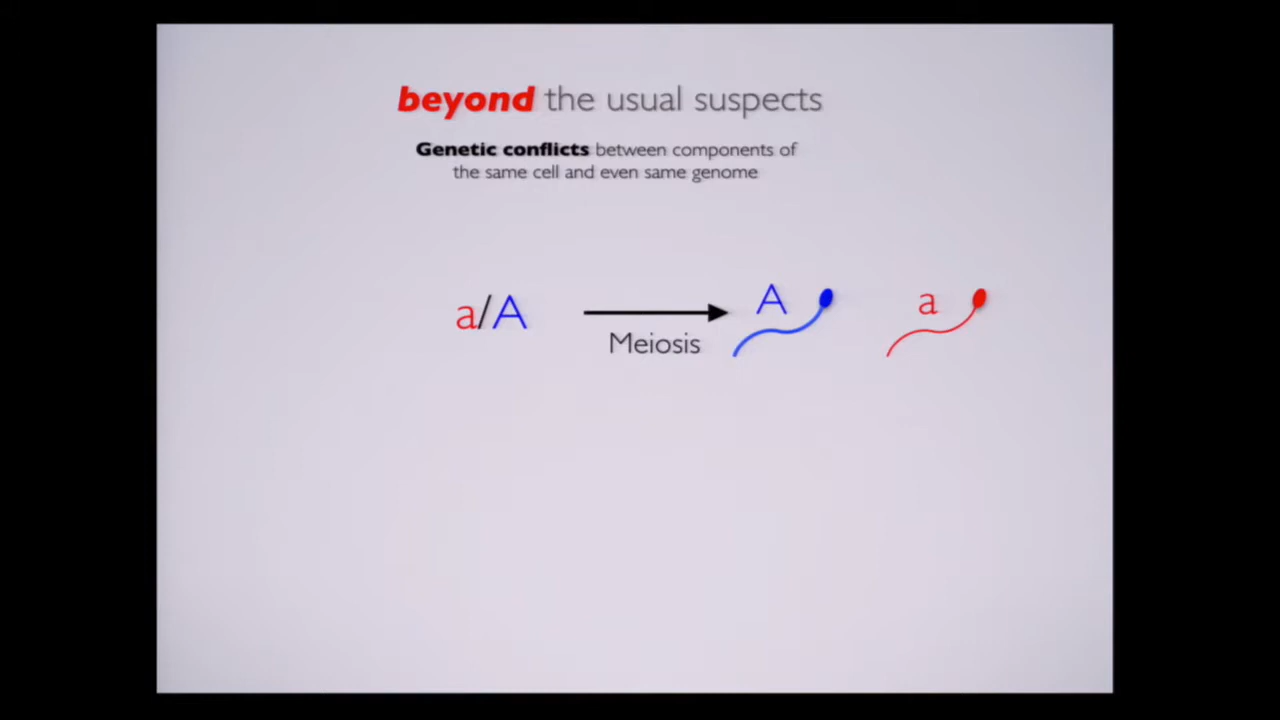 beyond the usual suspects
Genetic conflicts between components of
the same cell and even same genome
a/A
Meiosis
A
a